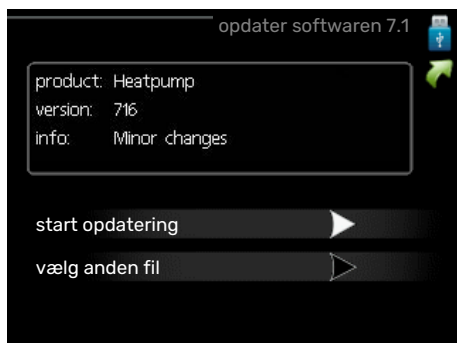 opdater softwaren 7.1
product: Heatpump
version: 716
info: Minor changes
start opdatering
vælg anden fil